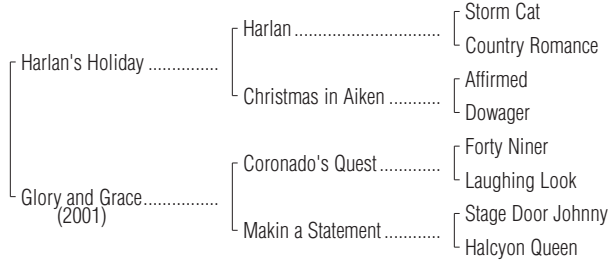 Storm Cat
Harlan ..............................
Country Romance
Harlan's Holiday ...............
Affirmed
Christmas in Aiken ...........
Dowager
Forty Niner
Coronado's Quest..............
Laughing Look
Glory and Grace................
(2001)
Stage Door Johnny
Makin a Statement ............
Halcyon Queen